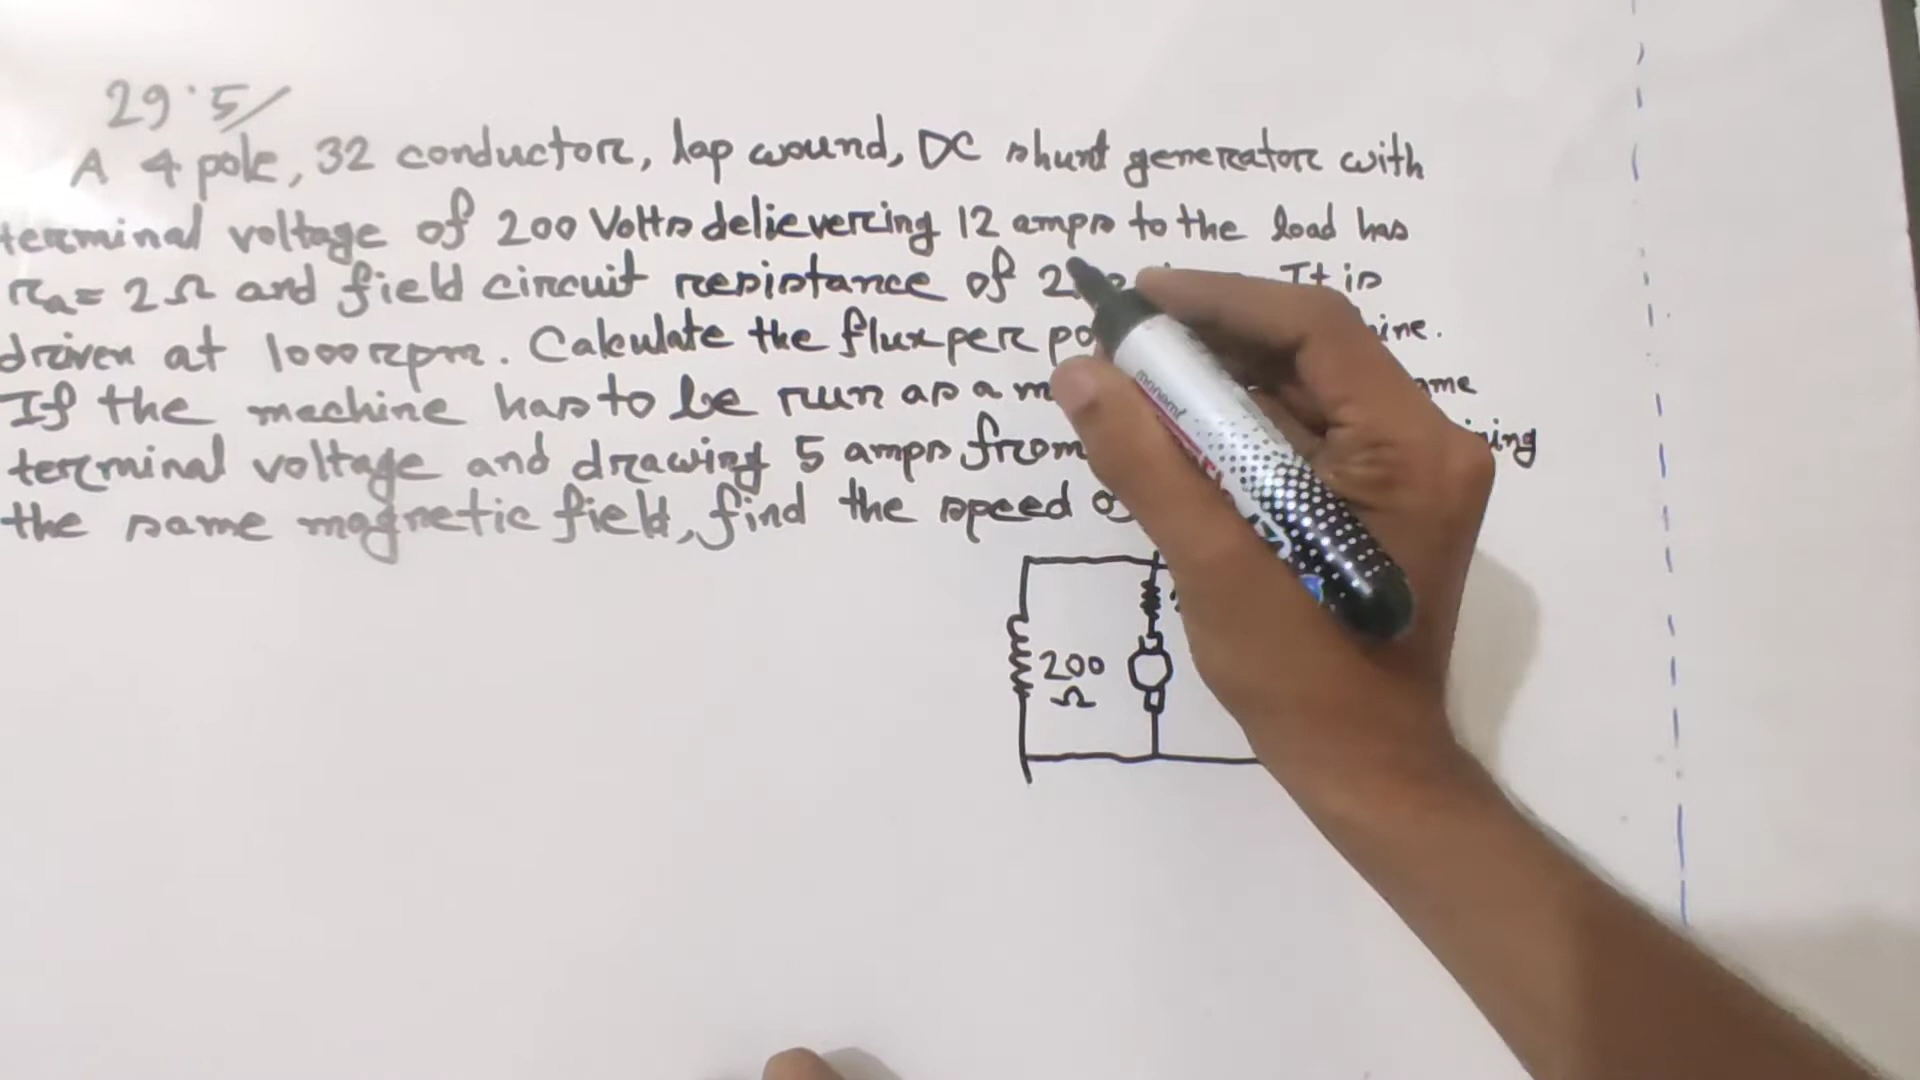 29.5/
A 4 pole, 32 conductor, lap wound, DC shunt generator with
terminal voltage of 200 Volts delievering 12 amps to the load has
ra = 2Ω and field circuit resistance of It is
driven at 1000 rpm. Calculate the flux per
If the machine has to be run as a
terminal voltage and drawing 5 amps from
the same magnetic field, find the speed
200
Ω
monami